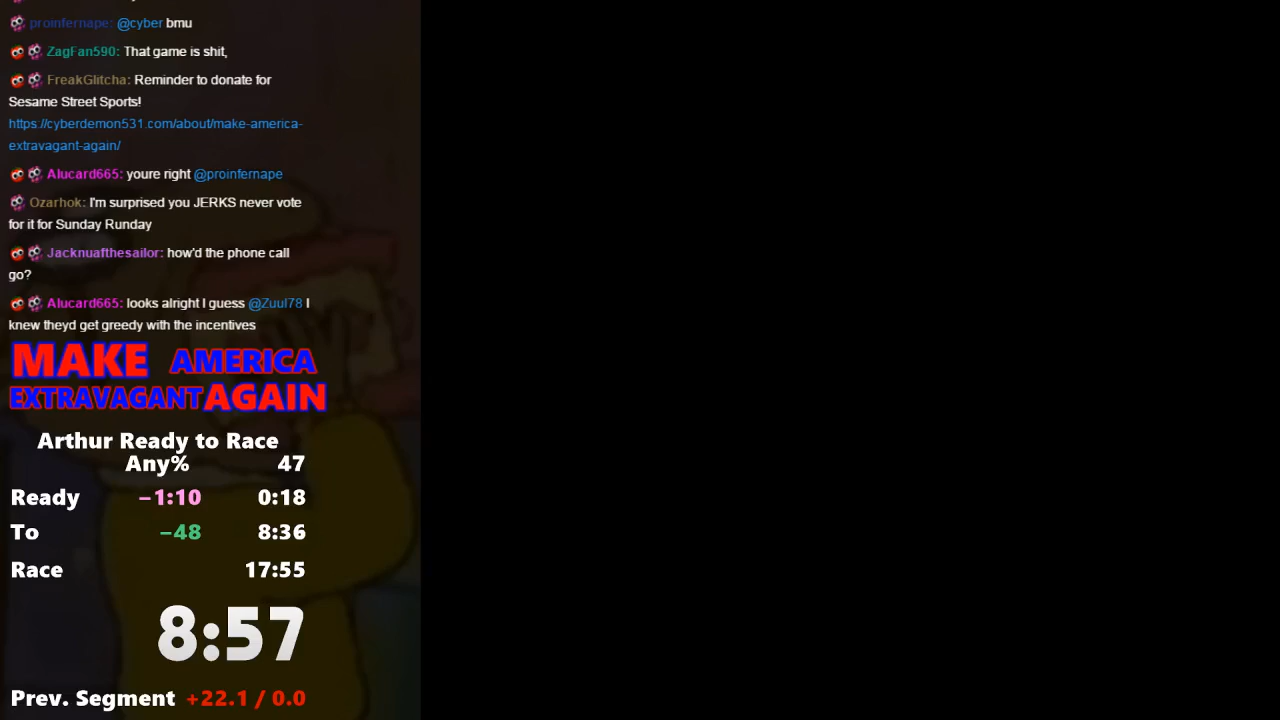 proinfernape: @cyber bmu
ZagFan590: That game is shit,
FreakGlitcha: Reminder to donate for
Sesame Street Sports!
https://cyberdemon531.com/about/make-america-
extravagant-again/
Alucard665: youre right @proinfernape
Ozarhok: I'm surprised you JERKS never vote
for it for Sunday Runday
Jacknuafthesailor: how'd the phone call
go?
Alucard665: looks alright I guess @Zuul78 I
knew theyd get greedy with the incentives
MAKE AMERICA
EXTRAVAGANT AGAIN
Arthur Ready to Race
Any% 47
Ready −1:10 0:18
To −48 8:36
Race 17:55
8:57
Prev. Segment +22.1 / 0.0